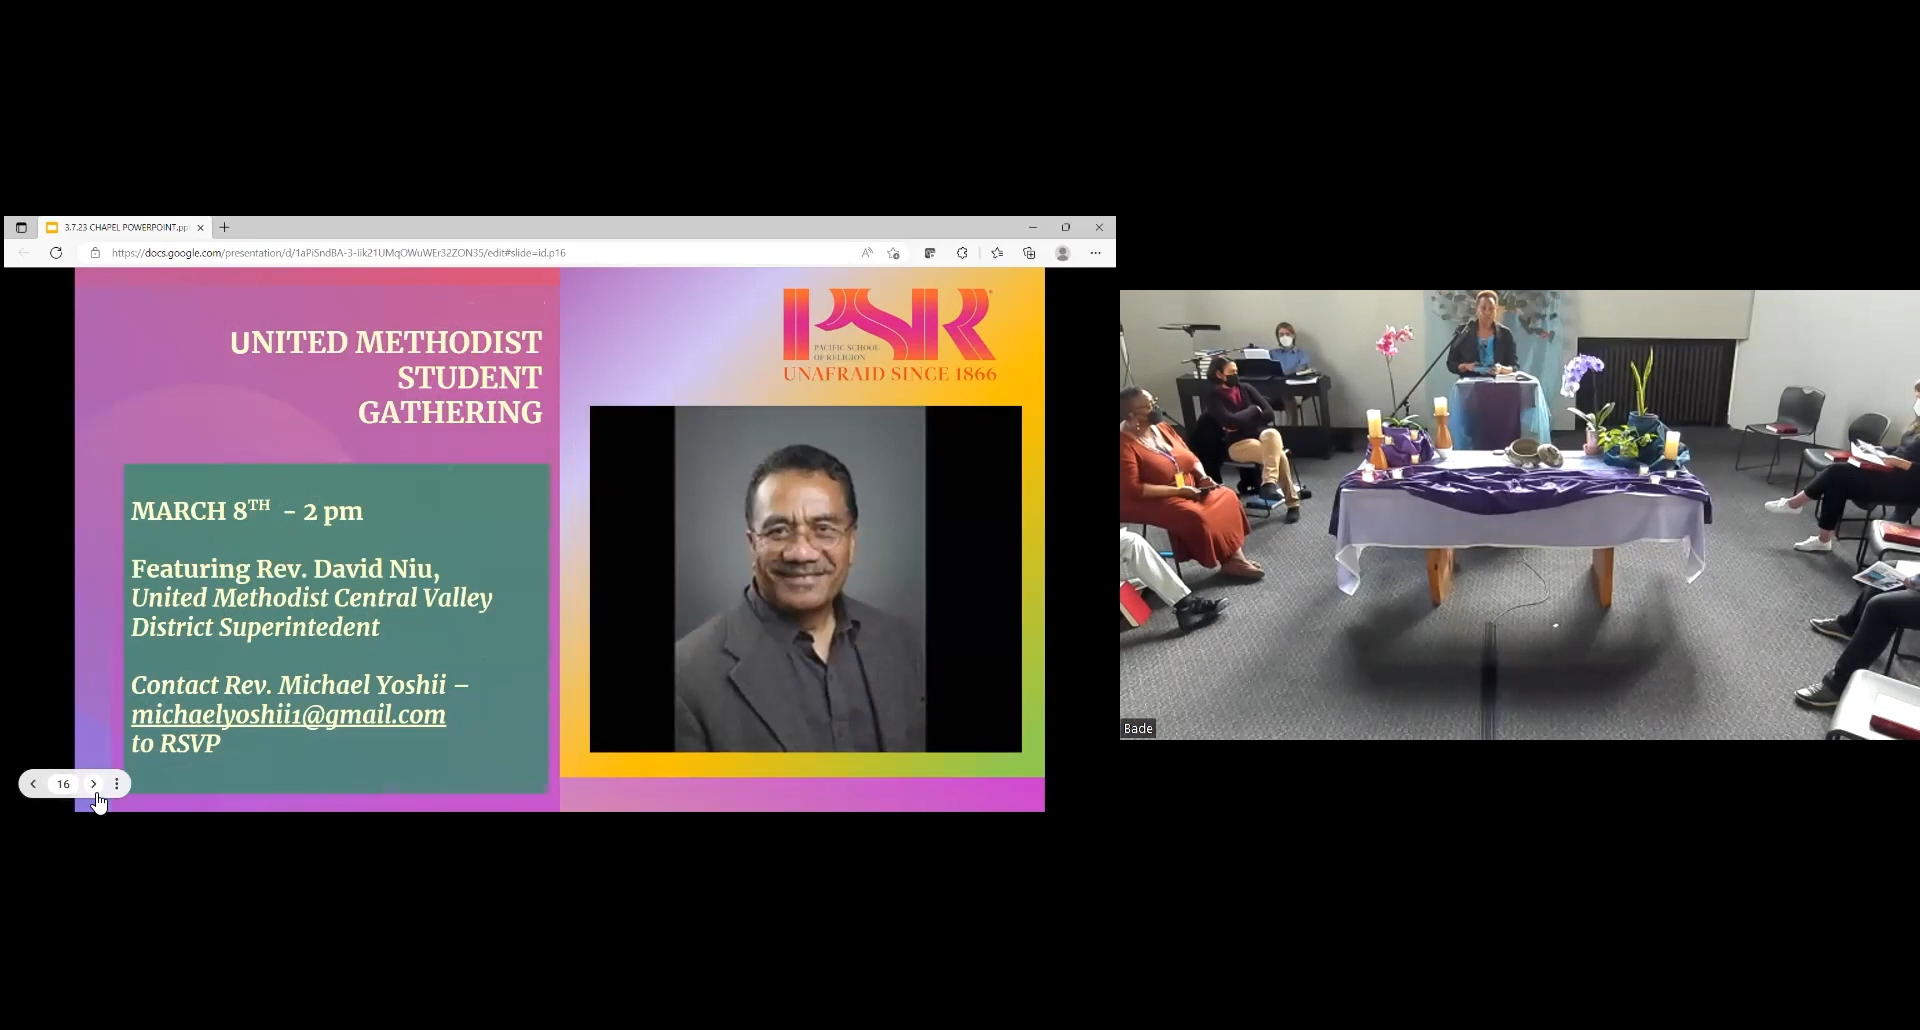 3.7.23 CHAPEL POWERPOINT.pp
https://docs.google.com/presentation/d/1aPiSndBA-3-lik21UMqOWuWEr32ZON35/edit#slide=id.p16
UNITED METHODIST
STUDENT
GATHERING
MARCH 8TH - 2 pm
Featuring Rev. David Niu,
United Methodist Central Valley
District Superintedent
Contact Rev. Michael Yoshii –
michaelyoshii1@gmail.com
to RSVP
16
PSR
PACIFIC SCHOOL
OF RELIGION
UNAFRAID SINCE 1866
Bade